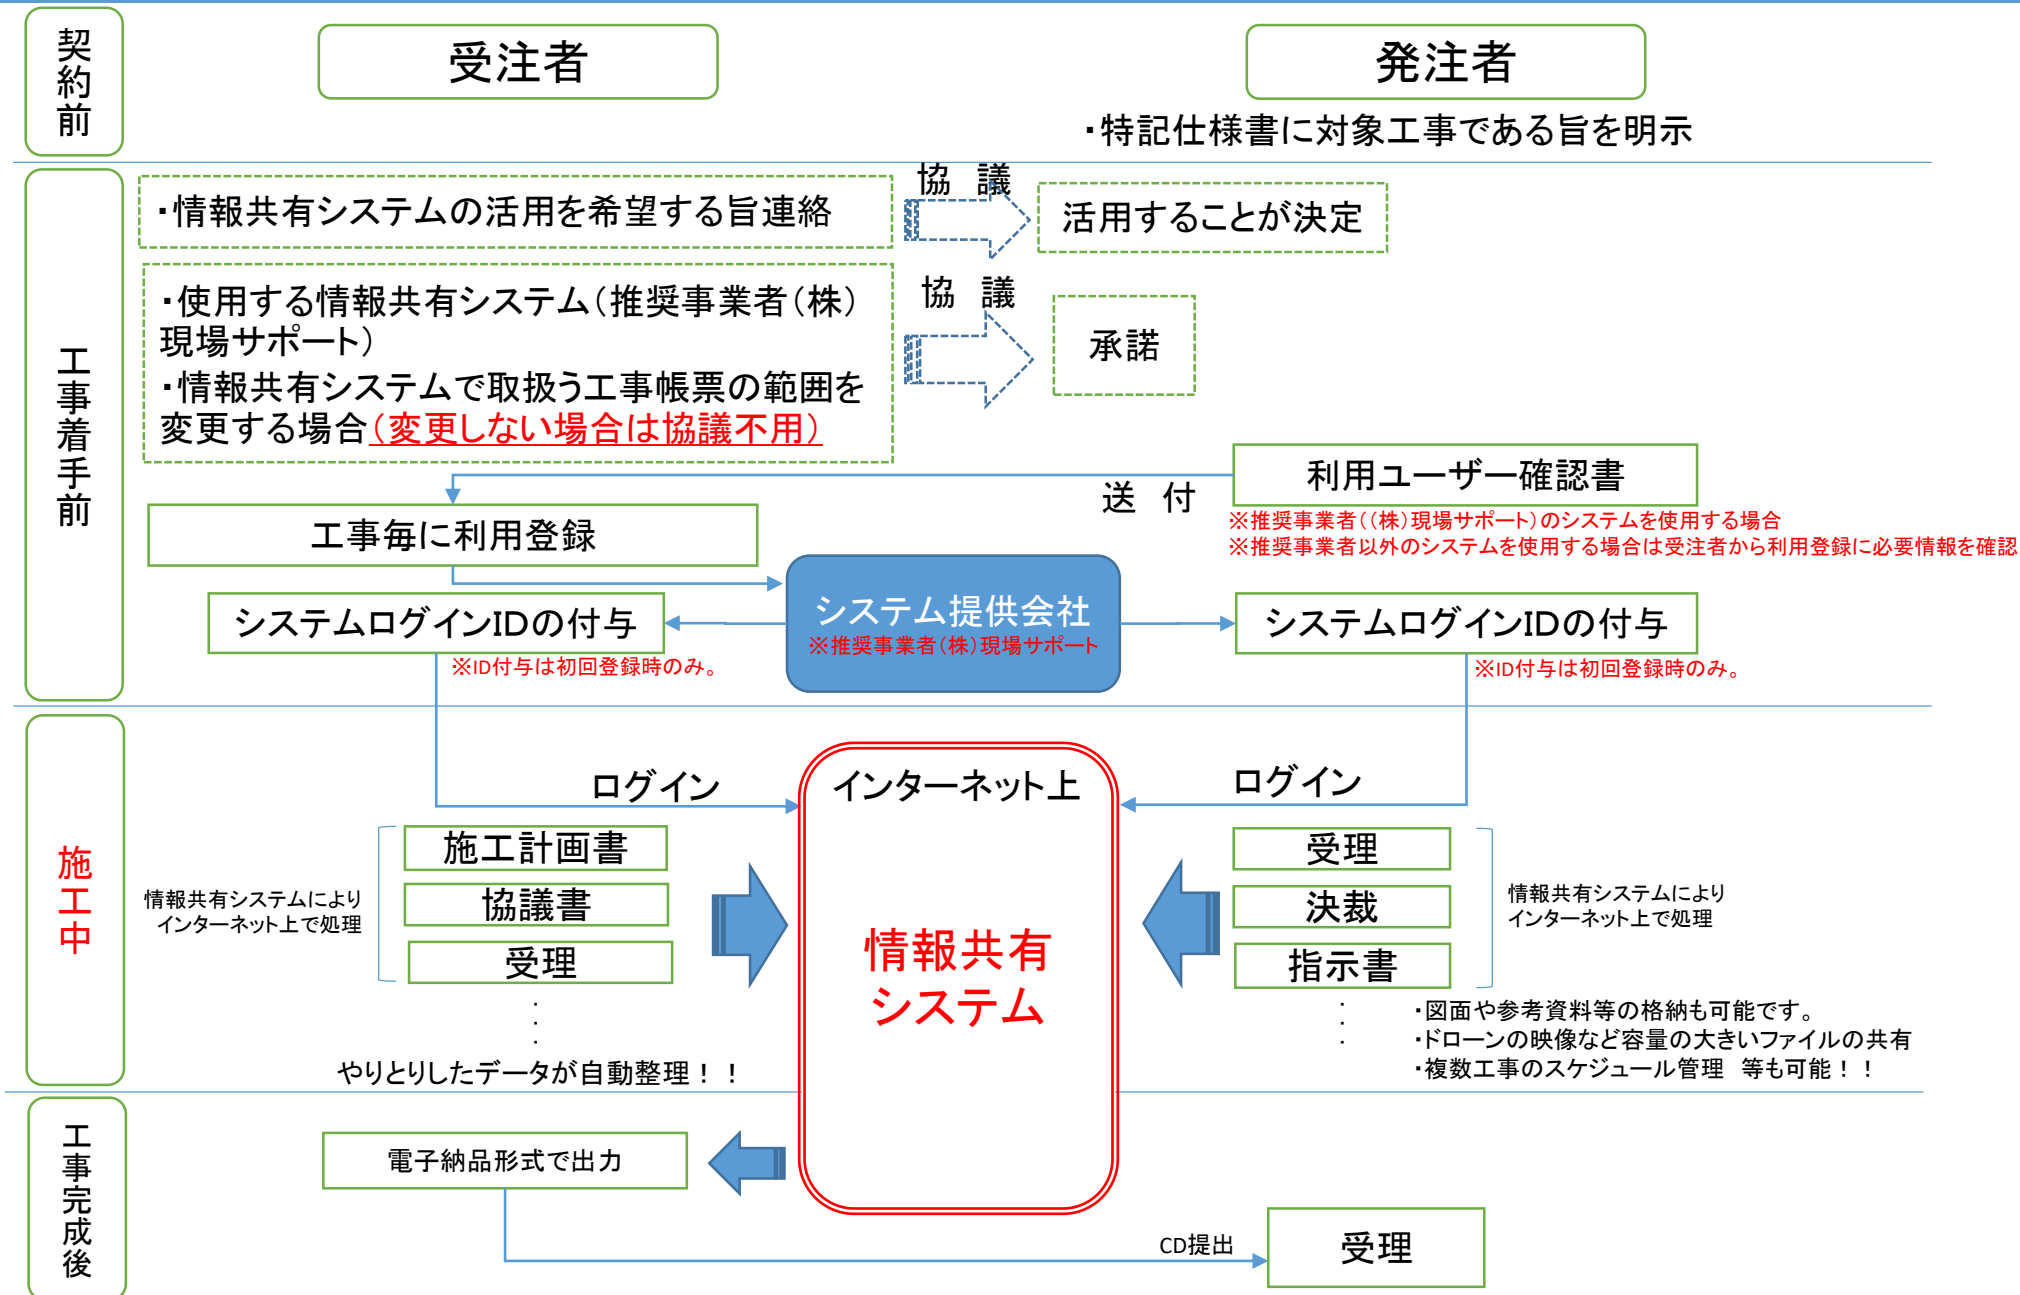 契約前
受注者
発注者
・特記仕様書に対象工事である旨を明示
工事着手前
・情報共有システムの活用を希望する旨連絡
協　議
活用することが決定
・使用する情報共有システム（推奨事業者（株）
現場サポート）
・情報共有システムで取扱う工事帳票の範囲を
変更する場合（変更しない場合は協議不用）
協　議
承諾
利用ユーザー確認書
送　付
※推奨事業者（（株）現場サポート）のシステムを使用する場合
※推奨事業者以外のシステムを使用する場合は受注者から利用登録に必要情報を確認
工事毎に利用登録
システム提供会社
※推奨事業者（株）現場サポート
システムログインIDの付与
※ID付与は初回登録時のみ。
システムログインIDの付与
※ID付与は初回登録時のみ。
施工中
ログイン
インターネット上
ログイン
情報共有
システム
情報共有システムにより
インターネット上で処理
施工計画書
協議書
受理
・
・
・
やりとりしたデータが自動整理！！
受理
決裁
指示書
・
・
・
情報共有システムにより
インターネット上で処理
・図面や参考資料等の格納も可能です。
・ドローンの映像など容量の大きいファイルの共有
・複数工事のスケジュール管理　等も可能！！
工事完成後
電子納品形式で出力
CD提出
受理